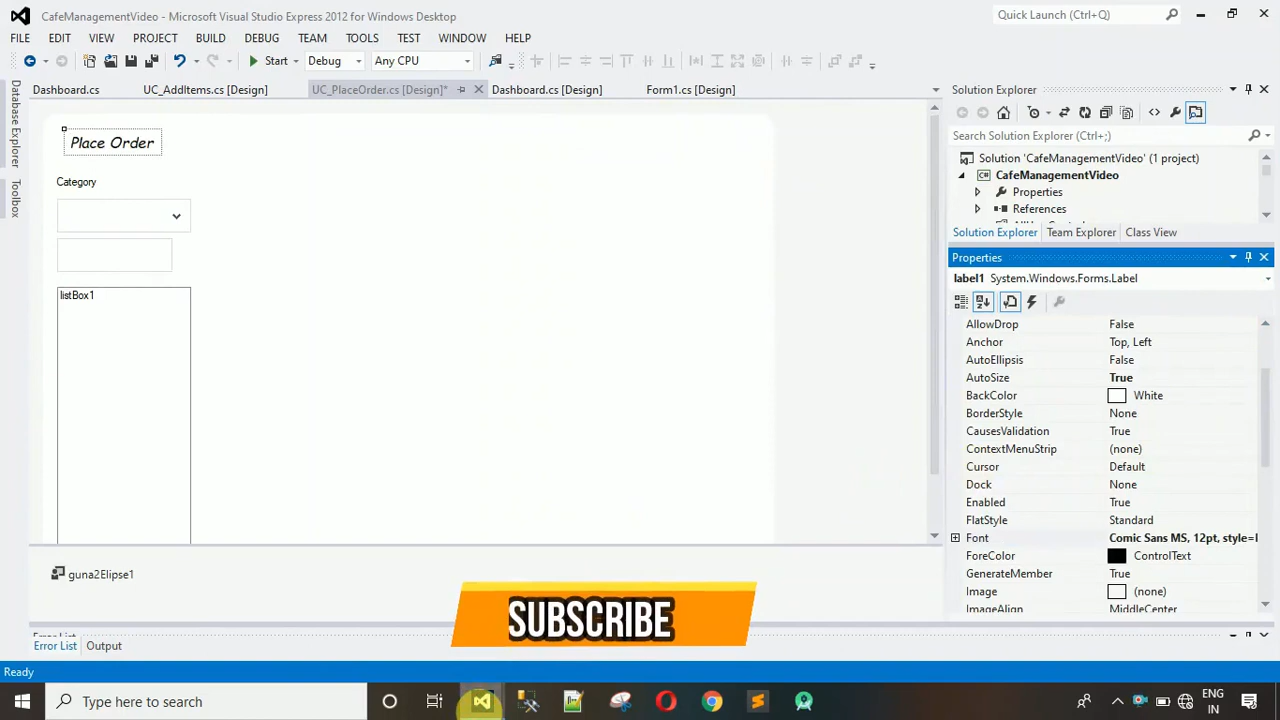 CafeManagementVideo - Microsoft Visual Studio Express 2012 for Windows Desktop
Quick Launch (Ctrl+Q)
FILE EDIT VIEW PROJECT BUILD DEBUG TEAM TOOLS TEST WINDOW HELP
Start Debug Any CPU
Dashboard.cs UC_AddItems.cs [Design] UC_PlaceOrder.cs [Design]* Dashboard.cs [Design] Form1.cs [Design]
Solution Explorer
Database Explorer
Toolbox
Place Order
Category
listBox1
guna2Elipse1
Search Solution Explorer (Ctrl+;)
Solution 'CafeManagementVideo' (1 project)
CafeManagementVideo
Properties
References
Solution Explorer Team Explorer Class View
Properties
label1 System.Windows.Forms.Label
AllowDrop False
Anchor Top, Left
AutoEllipsis False
AutoSize True
BackColor White
BorderStyle None
CausesValidation True
ContextMenuStrip (none)
Cursor Default
Dock None
Enabled True
FlatStyle Standard
Font Comic Sans MS, 12pt, style=
ForeColor ControlText
GenerateMember True
Image (none)
ImageAlign MiddleCenter
SUBSCRIBE
Error List
Error List Output
Ready
Type here to search
ENG
IN